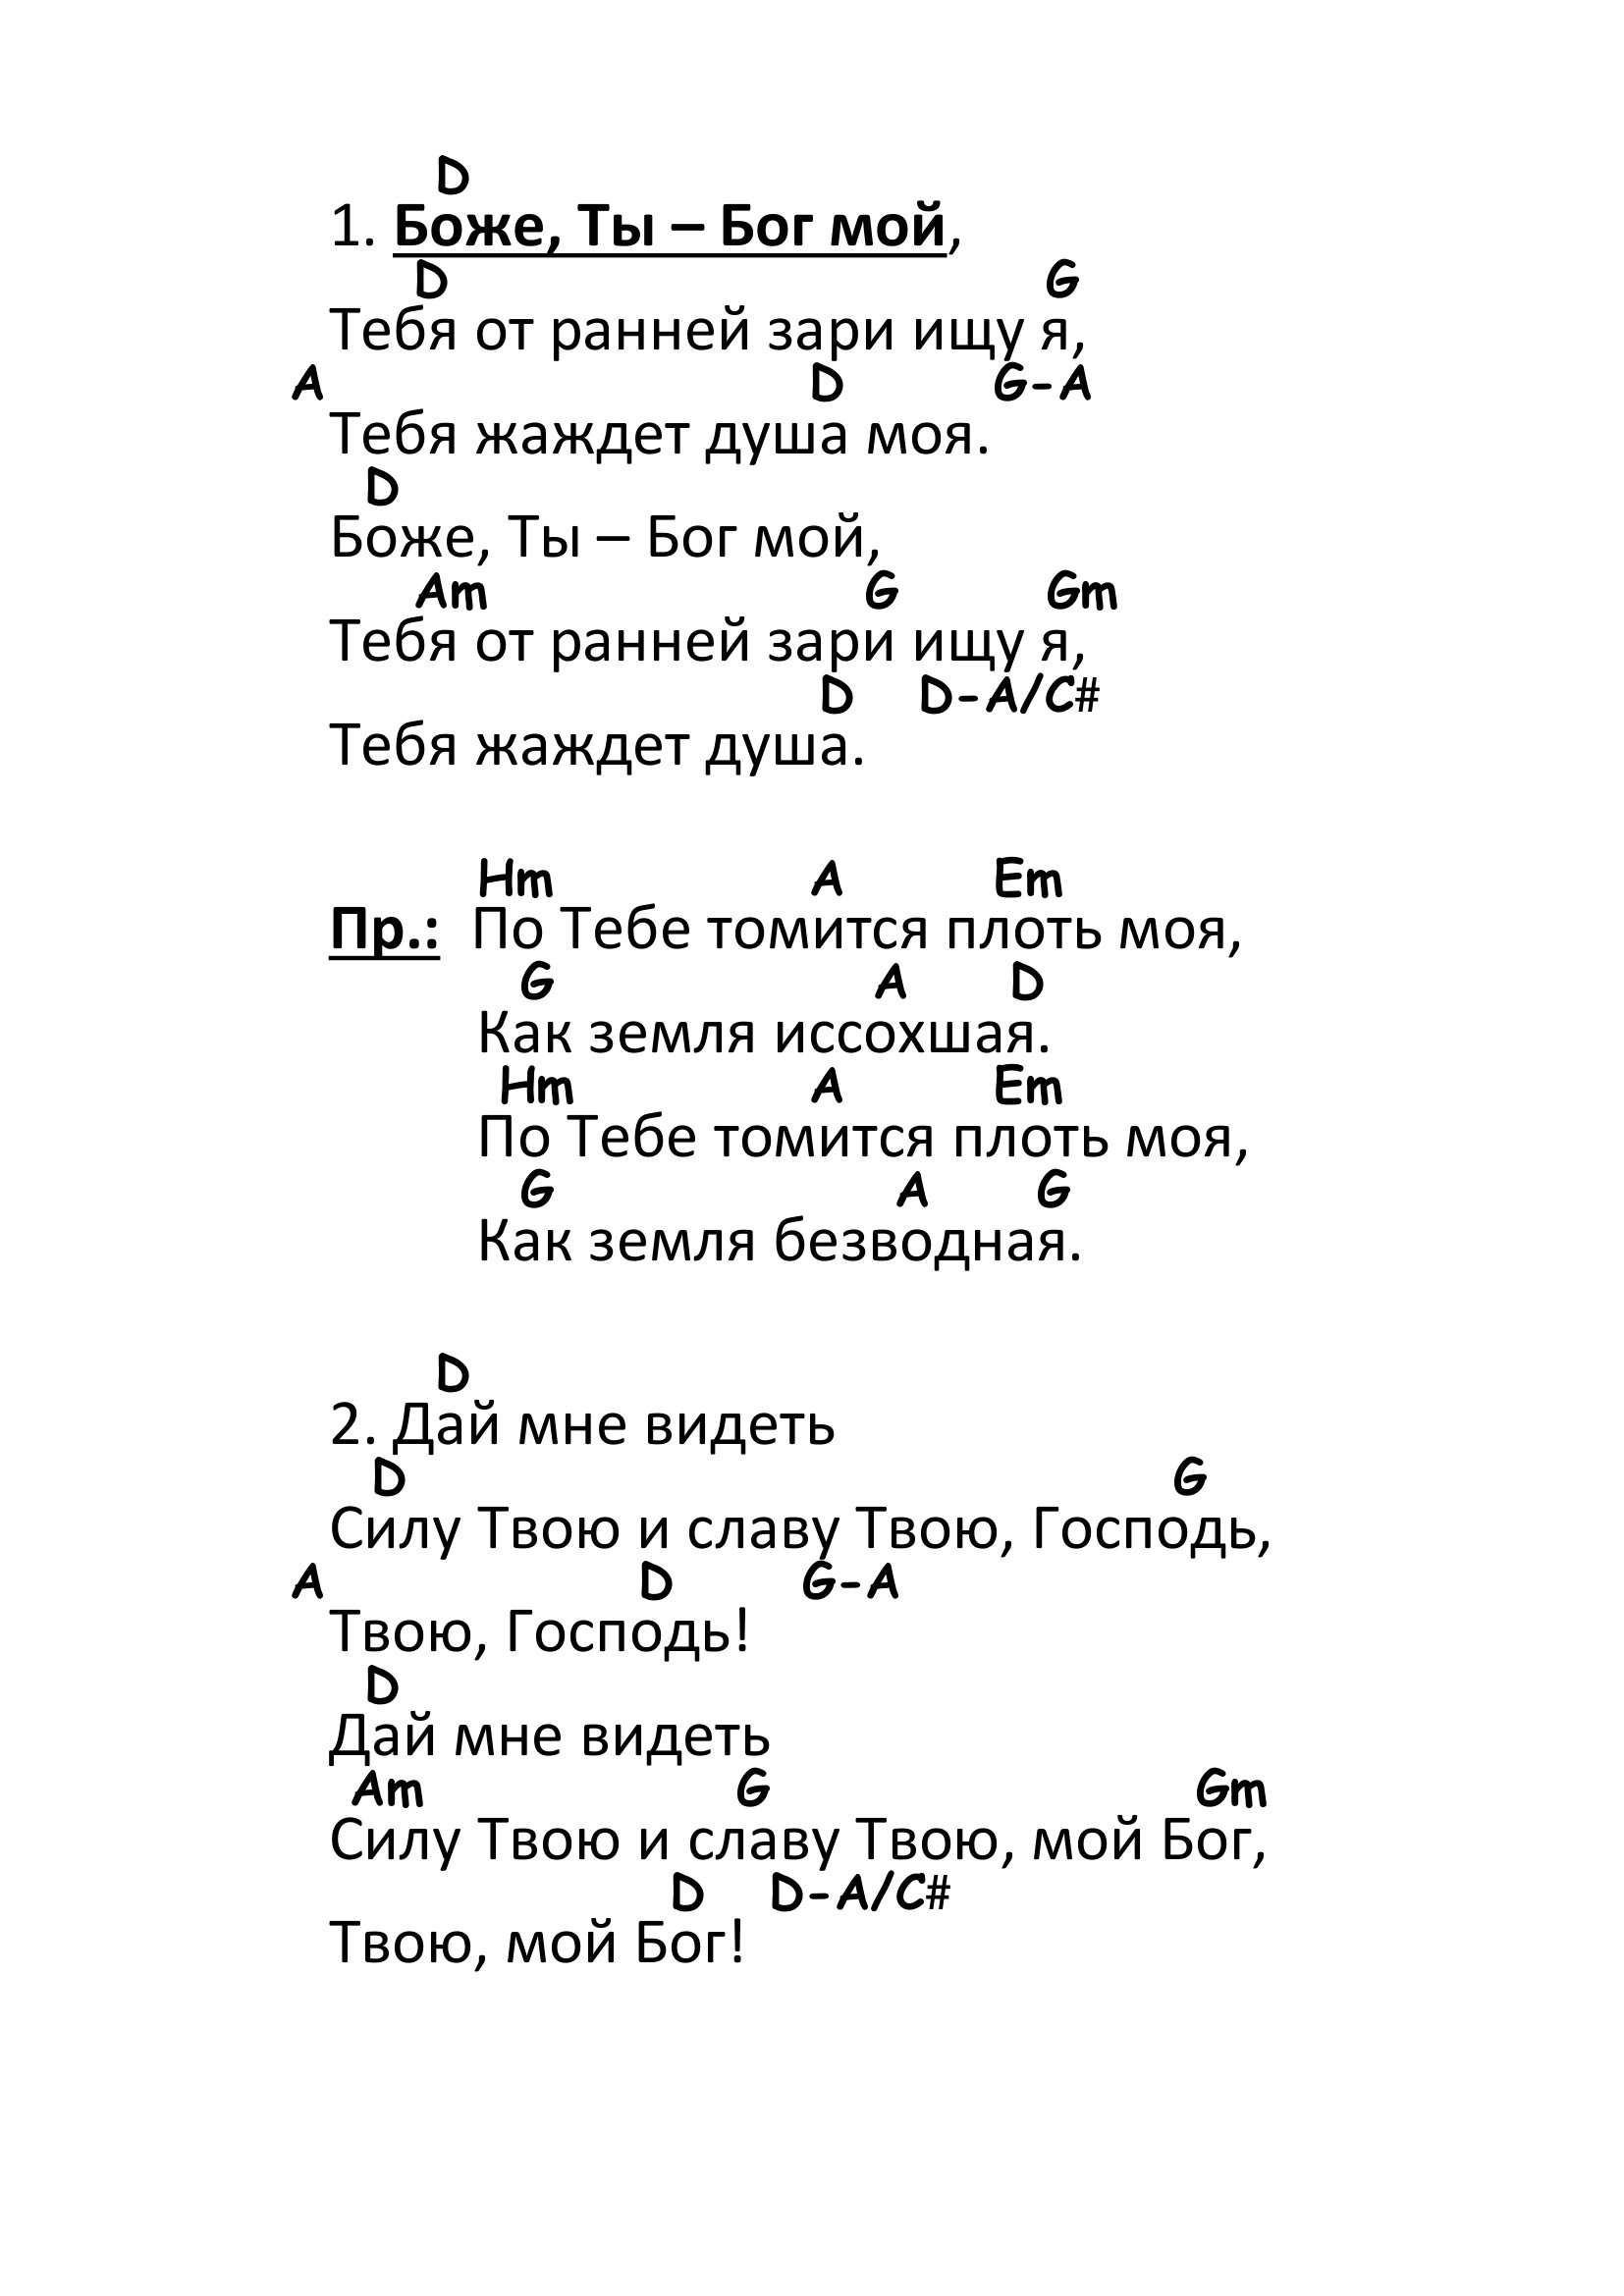 D
1. Боже, Ты – Бог мой,
D G
Тебя от ранней зари ищу я,
A D G-A
Тебя жаждет душа моя.
D
Боже, Ты – Бог мой,
Am G Gm
Тебя от ранней зари ищу я,
D D-A/C#
Тебя жаждет душа.
Hm A Em
Пр.: По Тебе томится плоть моя,
G A D
Как земля иссохшая.
Hm A Em
По Тебе томится плоть моя,
G A G
Как земля безводная.
D
2. Дай мне видеть
D G
Силу Твою и славу Твою, Господь,
A D G-A
Твою, Господь!
D
Дай мне видеть
Am G Gm
Силу Твою и славу Твою, мой Бог,
D D-A/C#
Твою, мой Бог!